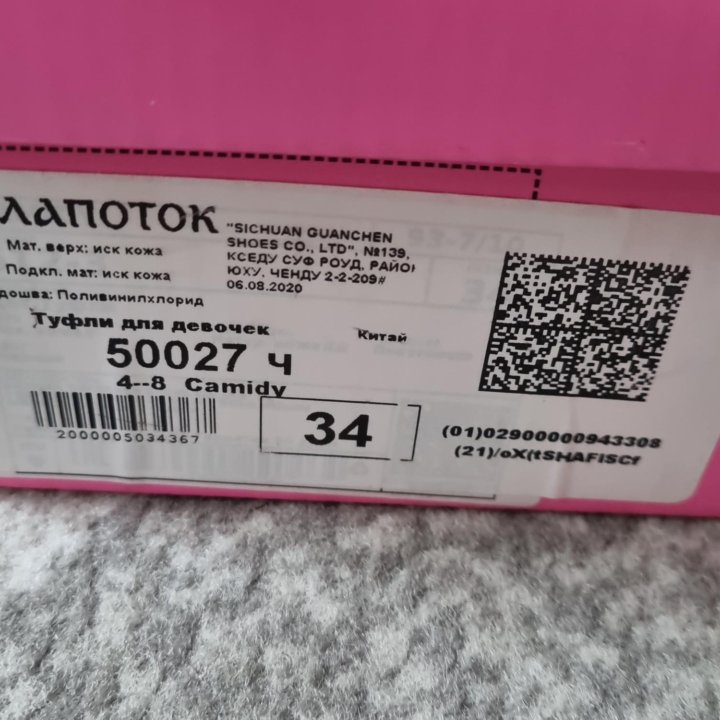 ЛАПОТОК
Мат. верх: иск кожа
Подкл. мат: иск кожа
дошва: Поливинилхлорид
"SICHUAN GUANCHEN
SHOES CO., LTD", №139,
КСЕДУ СУФ РОУД, РАЙОН
ЮХУ, ЧЕНДУ 2-2-209#
06.08.2020
Туфли для девочек
Китай
50027 ч
4--8 Camidy
2000005034367
34
(01)02900000943308
(21)/oX(tSHAFISCf